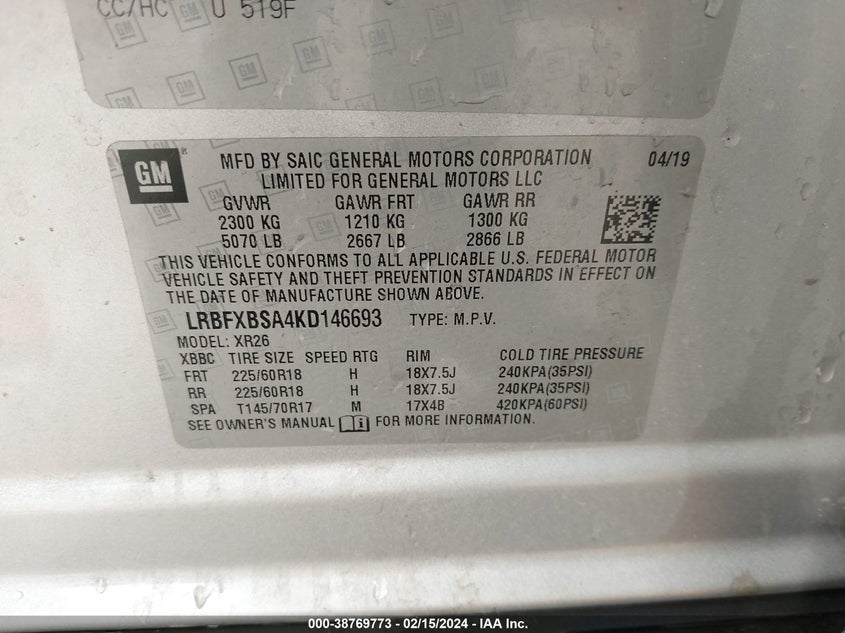 CC/HC U 519F
GM
MFD BY SAIC GENERAL MOTORS CORPORATION 04/19
LIMITED FOR GENERAL MOTORS LLC
GVWR GAWR FRT GAWR RR
2300 KG 1210 KG 1300 KG
5070 LB 2667 LB 2866 LB
THIS VEHICLE CONFORMS TO ALL APPLICABLE U.S. FEDERAL MOTOR
VEHICLE SAFETY AND THEFT PREVENTION STANDARDS IN EFFECT ON
THE DATE OF MANUFACTURE SHOWN ABOVE.
LRBFXBSA4KD146693 TYPE: M.P.V.
MODEL: XR26
XBBC TIRE SIZE SPEED RTG RIM COLD TIRE PRESSURE
FRT 225/60R18 H 18X7.5J 240KPA(35PSI)
RR 225/60R18 H 18X7.5J 240KPA(35PSI)
SPA T145/70R17 M 17X4B 420KPA(60PSI)
SEE OWNER'S MANUAL FOR MORE INFORMATION.
000-38769773 - 02/15/2024 - IAA Inc.